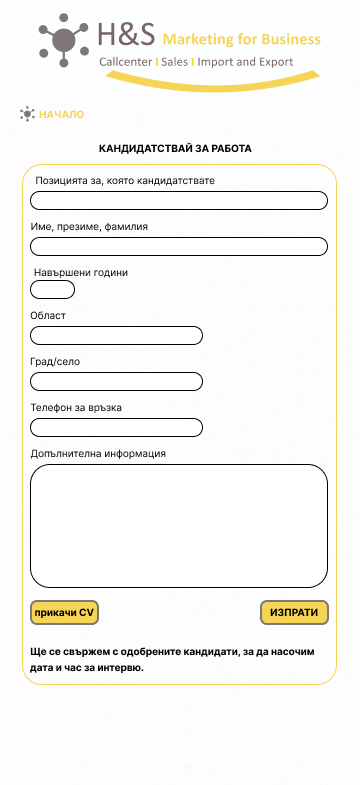 H&S Marketing for Business
Callcenter I Sales I Import and Export
НАЧАЛО
КАНДИДАТСТВАЙ ЗА РАБОТА
Позицията за, която кандидатствате
Име, презиме, фамилия
Навършени години
Област
Град/село
Телефон за връзка
Допълнителна информация
прикачи CV
ИЗПРАТИ
Ще се свържем с одобрените кандидати, за да насочим
дата и час за интервю.